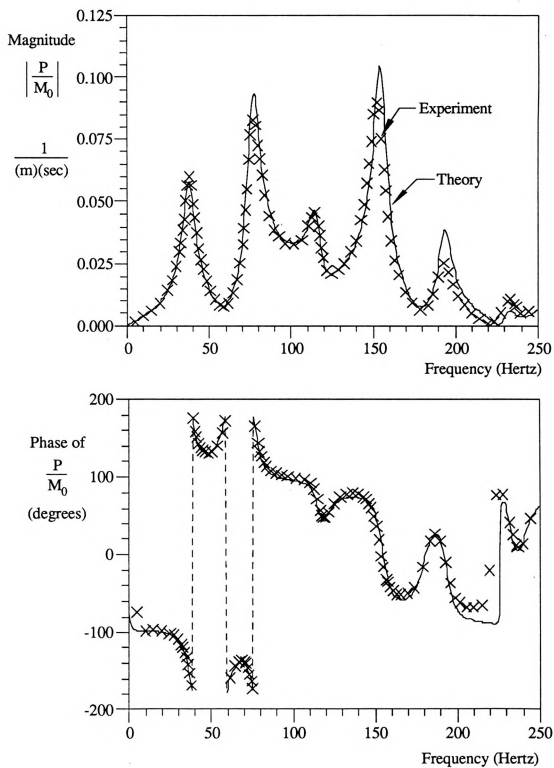 Magnitude
|P/M₀|
1/(m)(sec)
0.125
0.100
0.075
0.050
0.025
0.000
Experiment
Theory
0 50 100 150 200 250
Frequency (Hertz)
Phase of
P/M₀
(degrees)
200
100
0
-100
-200
0 50 100 150 200 250
Frequency (Hertz)